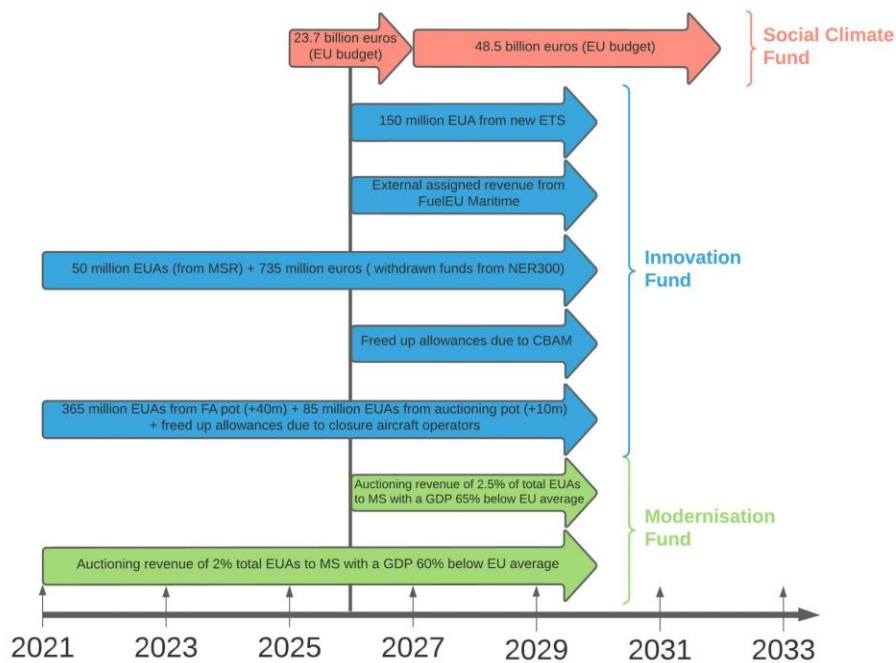 23.7 billion euros
(EU budget)
48.5 billion euros (EU budget)
Social Climate
Fund
150 million EUA from new ETS
External assigned revenue from
FuelEU Maritime
50 million EUAs (from MSR) + 735 million euros ( withdrawn funds from NER300)
Innovation
Fund
Freed up allowances due to CBAM
365 million EUAs from FA pot (+40m) + 85 million EUAs from auctioning pot (+10m)
+ freed up allowances due to closure aircraft operators
Auctioning revenue of 2.5% of total EUAs
to MS with a GDP 65% below EU average
Modernisation
Fund
Auctioning revenue of 2% total EUAs to MS with a GDP 60% below EU average
2021 2023 2025 2027 2029 2031 2033